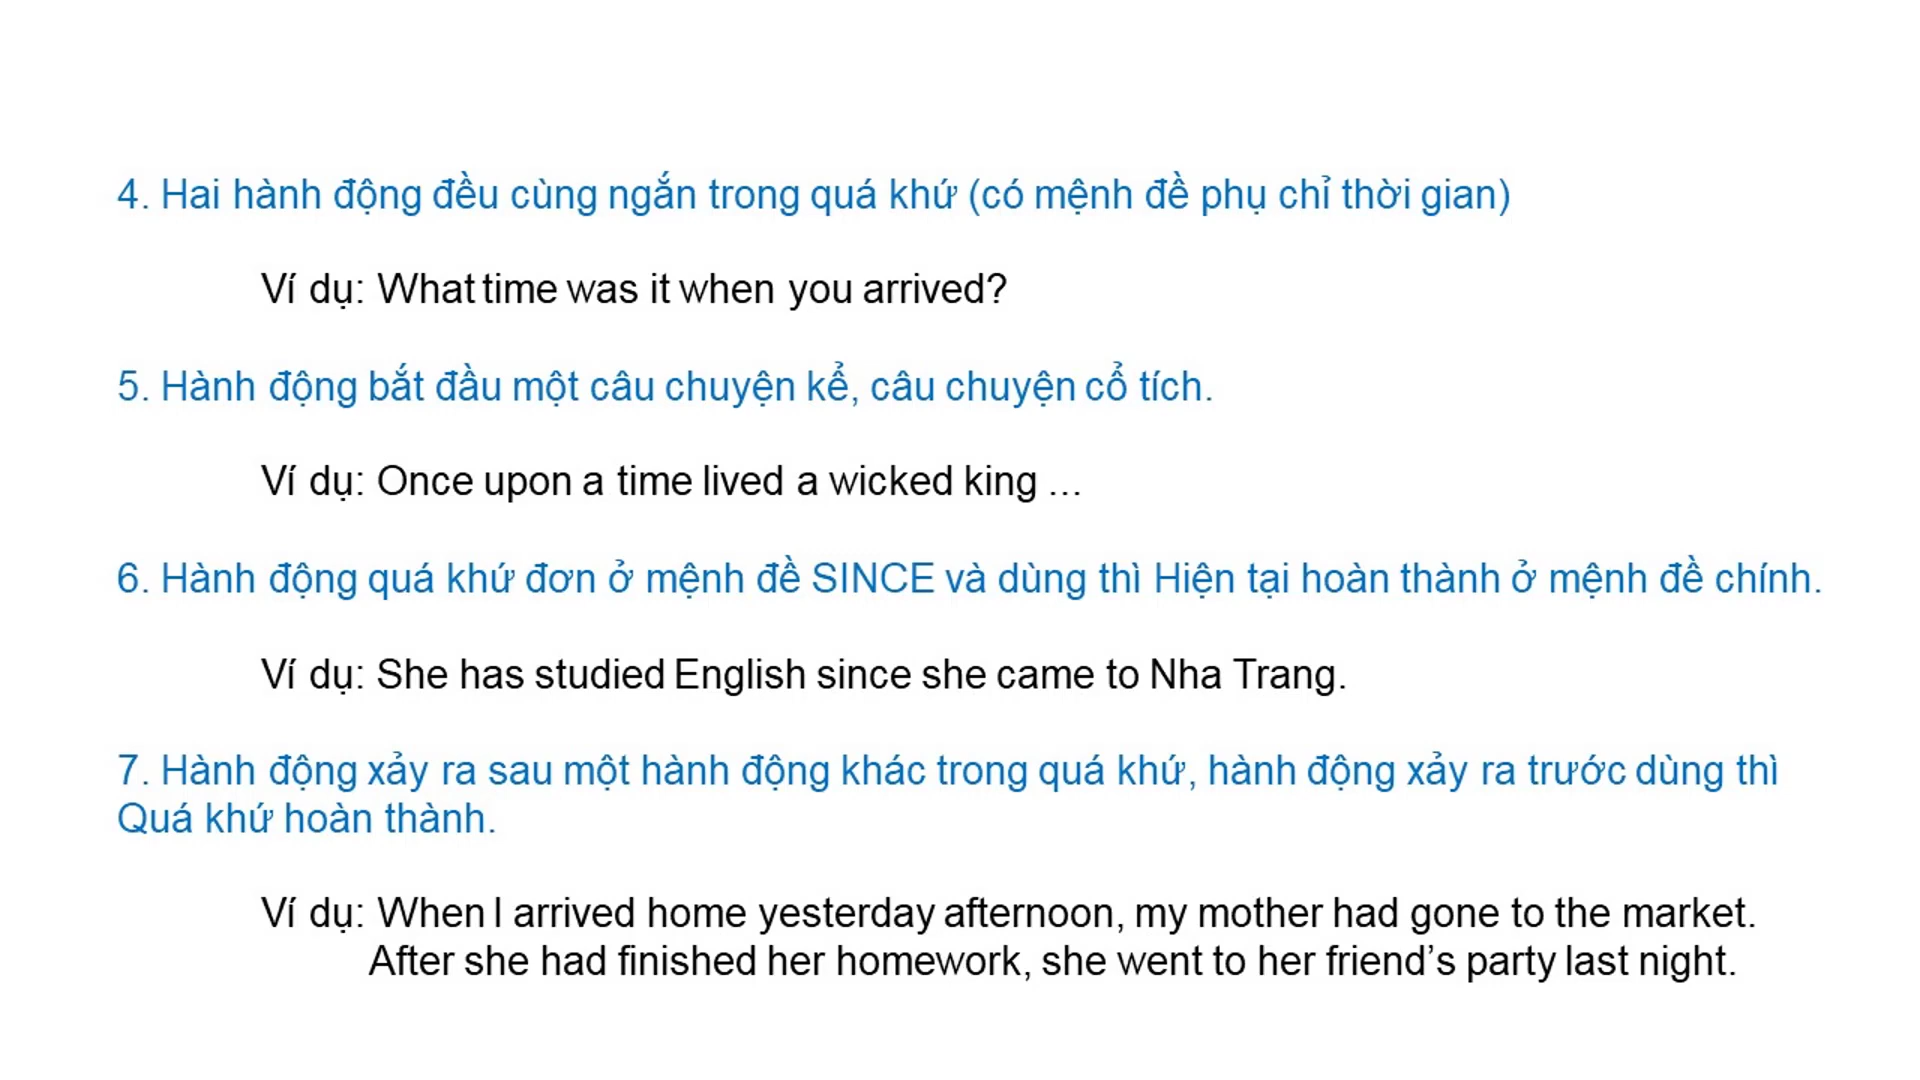 4. Hai hành động đều cùng ngắn trong quá khứ (có mệnh đề phụ chỉ thời gian)
Ví dụ: What time was it when you arrived?
5. Hành động bắt đầu một câu chuyện kể, câu chuyện cổ tích.
Ví dụ: Once upon a time lived a wicked king ...
6. Hành động quá khứ đơn ở mệnh đề SINCE và dùng thì Hiện tại hoàn thành ở mệnh đề chính.
Ví dụ: She has studied English since she came to Nha Trang.
7. Hành động xảy ra sau một hành động khác trong quá khứ, hành động xảy ra trước dùng thì
Quá khứ hoàn thành.
Ví dụ: When I arrived home yesterday afternoon, my mother had gone to the market.
After she had finished her homework, she went to her friend’s party last night.